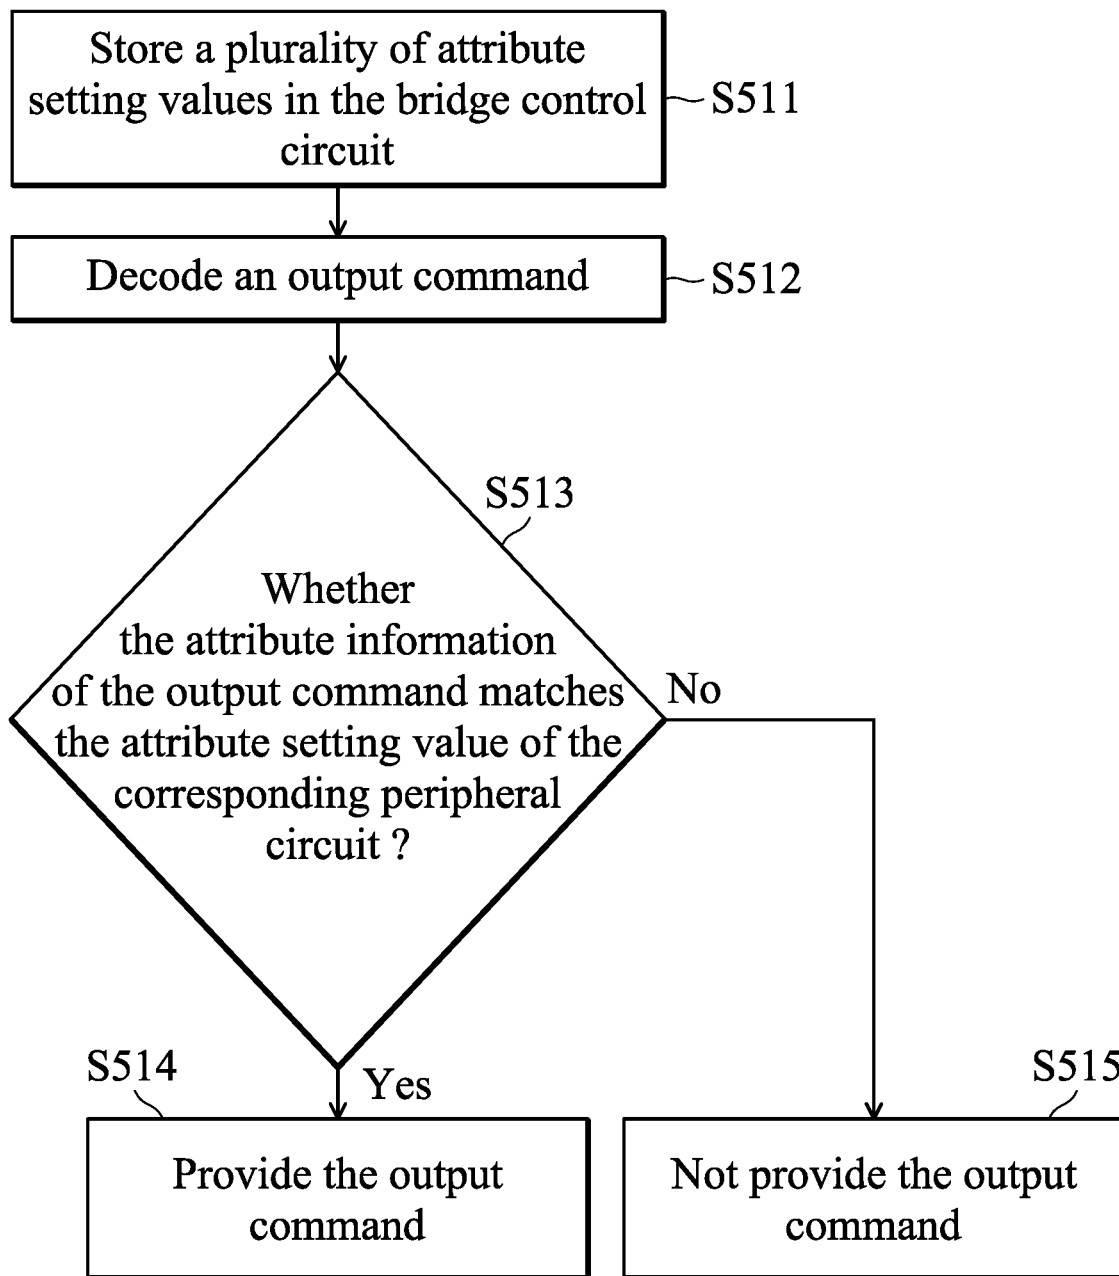 Store a plurality of attribute
setting values in the bridge control
circuit
S511
Decode an output command
S512
S513
Whether
the attribute information
of the output command matches
the attribute setting value of the
corresponding peripheral
circuit ?
No
Yes
S514
Provide the output
command
S515
Not provide the output
command